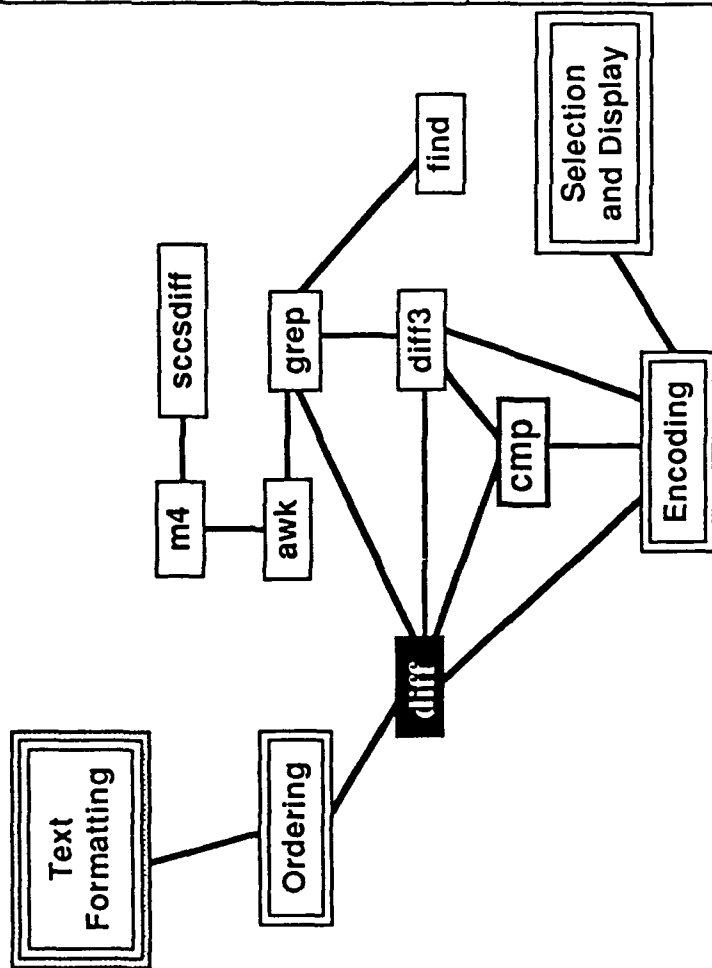 Text
Formatting
Ordering
diff
m4
sccsdiff
awk
grep
find
diff3
cmp
Encoding
Selection
and Display